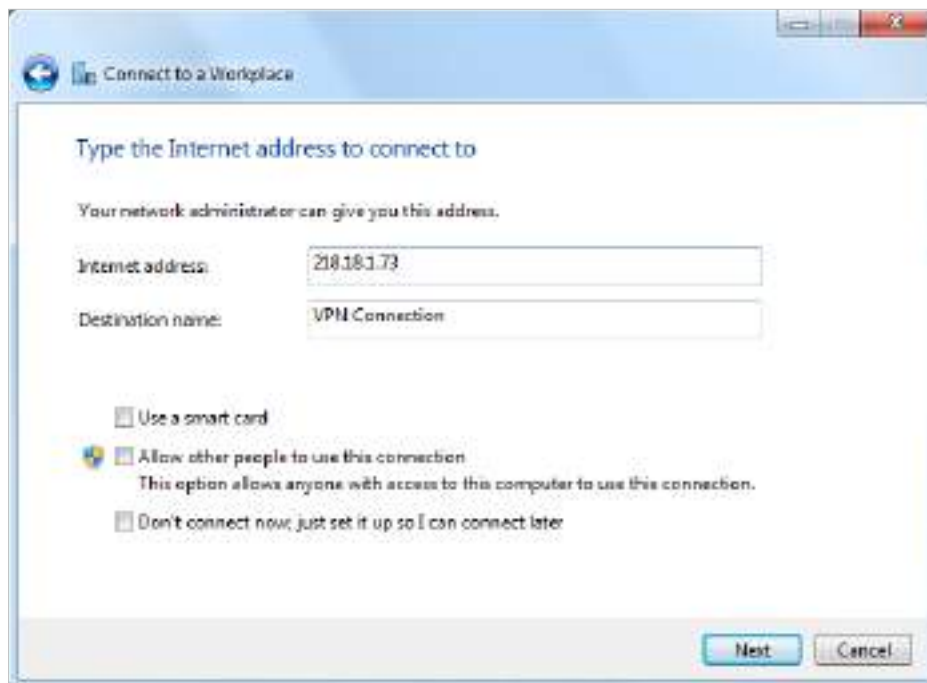 Connect to a Workplace
Type the Internet address to connect to
Your network administrator can give you this address.
Internet address: 218.18.1.73
Destination name: VPN Connection
Use a smart card
Allow other people to use this connection
This option allows anyone with access to this computer to use this connection.
Don't connect now; just set it up so I can connect later
Next Cancel